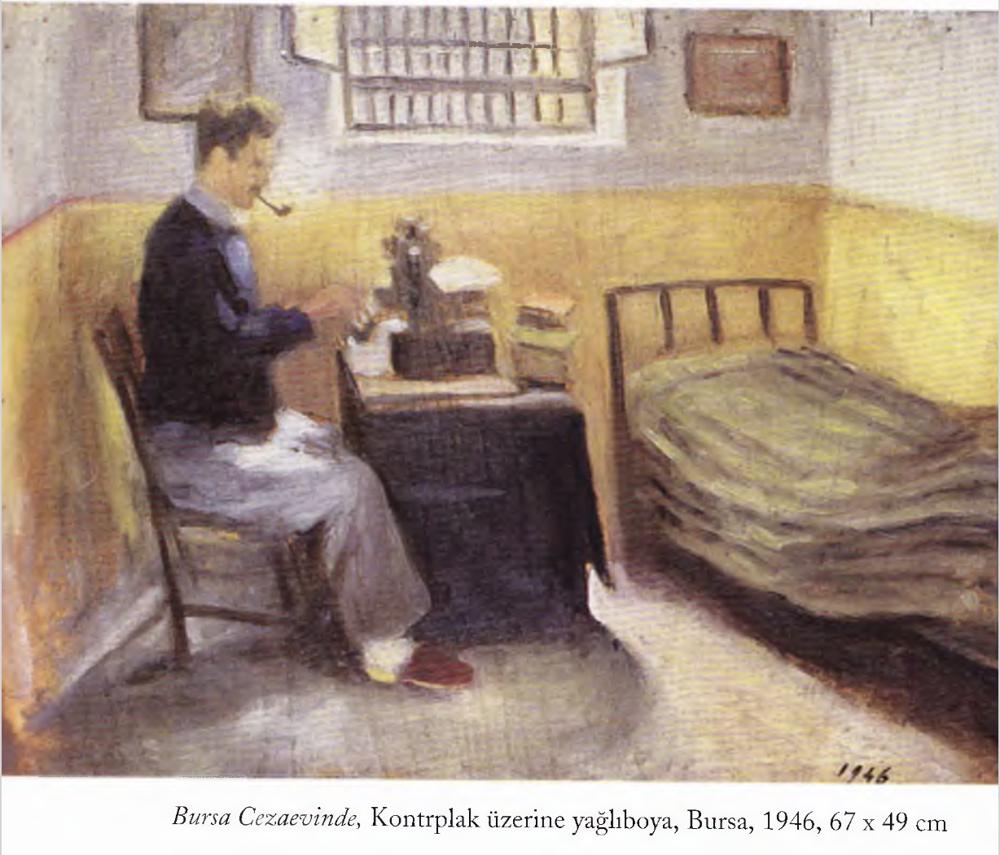 1946
Bursa Cezaevinde, Kontrplak üzerine yağlıboya, Bursa, 1946, 67 x 49 cm